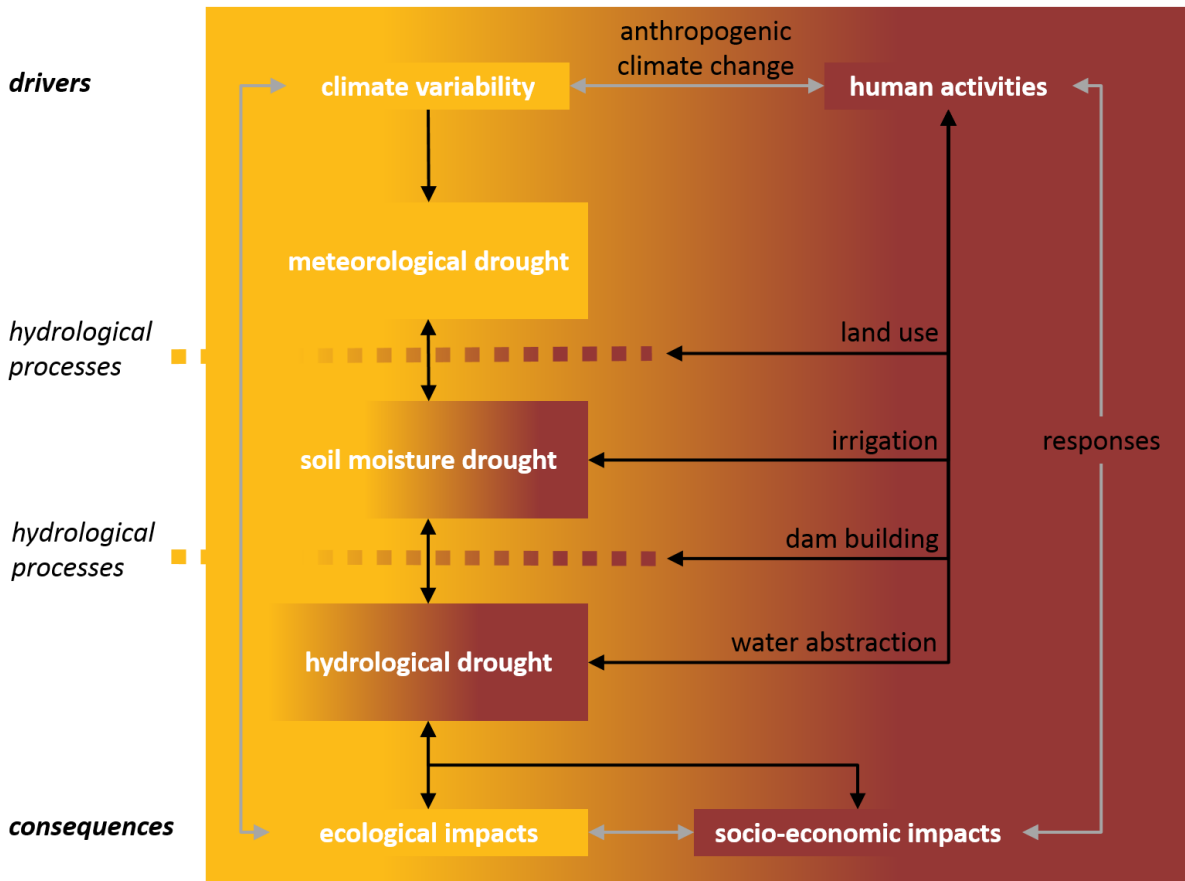 anthropogenic
climate change
drivers
climate variability
human activities
meteorological drought
hydrological
processes
land use
soil moisture drought
irrigation
responses
hydrological
processes
dam building
water abstraction
hydrological drought
consequences
ecological impacts
socio-economic impacts